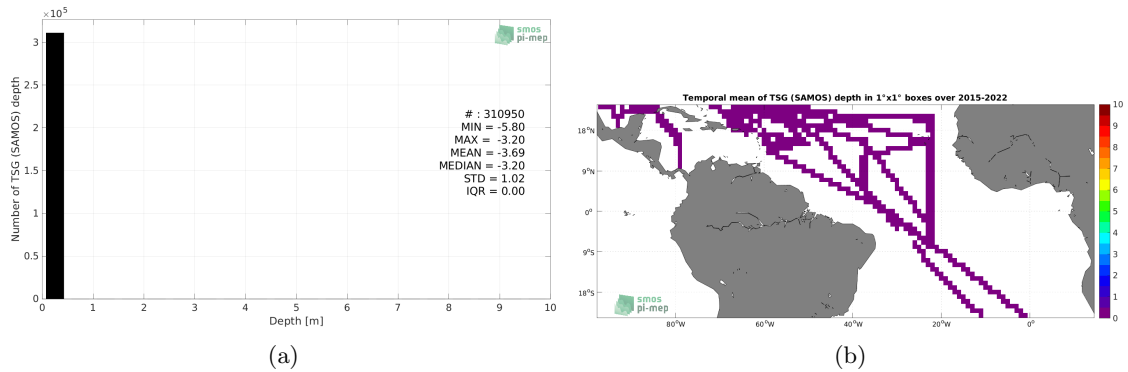 ×10⁵
3
2.5
2
1.5
1
0.5
0
0 1 2 3 4 5 6 7 8 9 10
Number of TSG (SAMOS) depth
Depth [m]
smos
pi-mep
# : 310950
MIN = -5.80
MAX = -3.20
MEAN = -3.69
MEDIAN = -3.20
STD = 1.02
IQR = 0.00
(a)
Temporal mean of TSG (SAMOS) depth in 1°x1° boxes over 2015-2022
18°N
9°N
0°
9°S
18°S
80°W 60°W 40°W 20°W 0°
smos
pi-mep
10
9
8
7
6
5
4
3
2
1
0
(b)